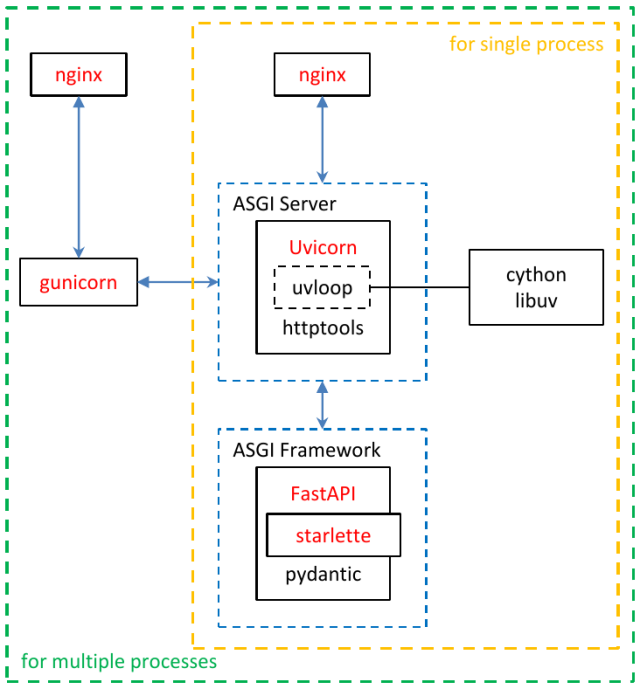 for single process
nginx
nginx
ASGI Server
Uvicorn
uvloop
httptools
gunicorn
cython
libuv
ASGI Framework
FastAPI
starlette
pydantic
for multiple processes